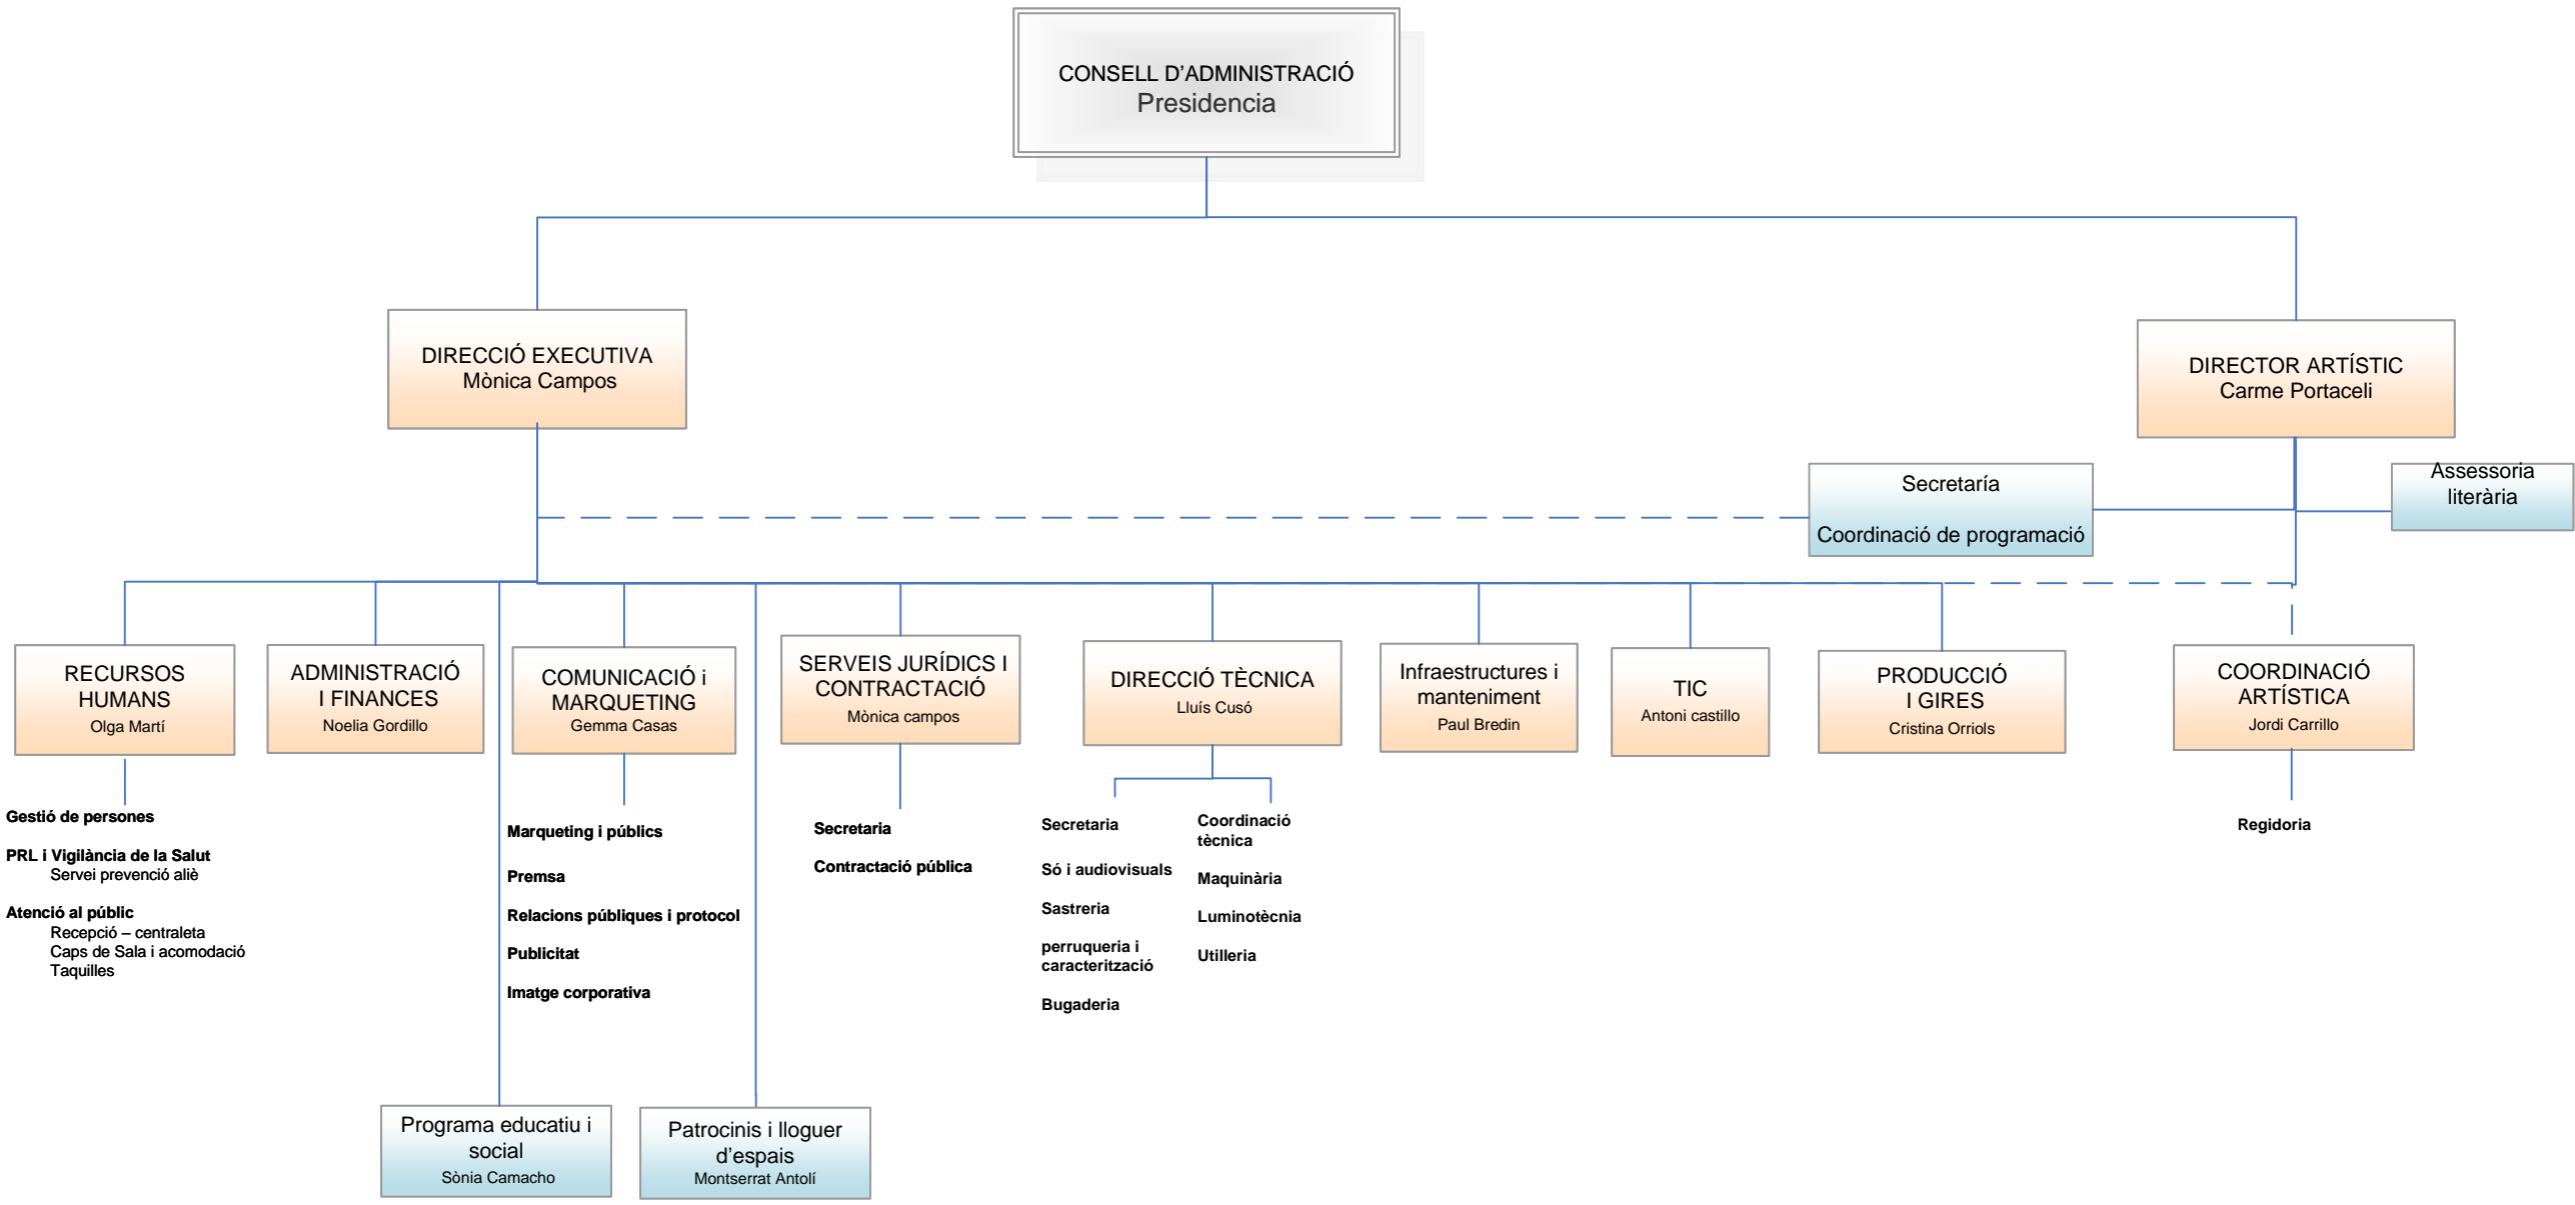 CONSELL D'ADMINISTRACIÓ
Presidencia
DIRECCIÓ EXECUTIVA
Mònica Campos
DIRECTOR ARTÍSTIC
Carme Portaceli
Secretaría
Coordinació de programació
Assessoria
literària
RECURSOS
HUMANS
Olga Martí
ADMINISTRACIÓ
I FINANCES
Noelia Gordillo
COMUNICACIÓ i
MARQUETING
Gemma Casas
SERVEIS JURÍDICS I
CONTRACTACIÓ
Mònica campos
DIRECCIÓ TÈCNICA
Lluís Cusó
Infraestructures i
manteniment
Paul Bredin
TIC
Antoni castillo
PRODUCCIÓ
I GIRES
Cristina Orriols
COORDINACIÓ
ARTÍSTICA
Jordi Carrillo
Gestió de persones
PRL i Vigilància de la Salut
Servei prevenció aliè
Atenció al públic
Recepció – centraleta
Caps de Sala i acomodació
Taquilles
Marqueting i públics
Premsa
Relacions públiques i protocol
Publicitat
Imatge corporativa
Secretaria
Contractació pública
Secretaria
Só i audiovisuals
Sastreria
perruqueria i
caracterització
Bugaderia
Coordinació
tècnica
Maquinària
Luminotècnia
Utilleria
Regidoria
Programa educatiu i
social
Sònia Camacho
Patrocinis i lloguer
d'espais
Montserrat Antolí